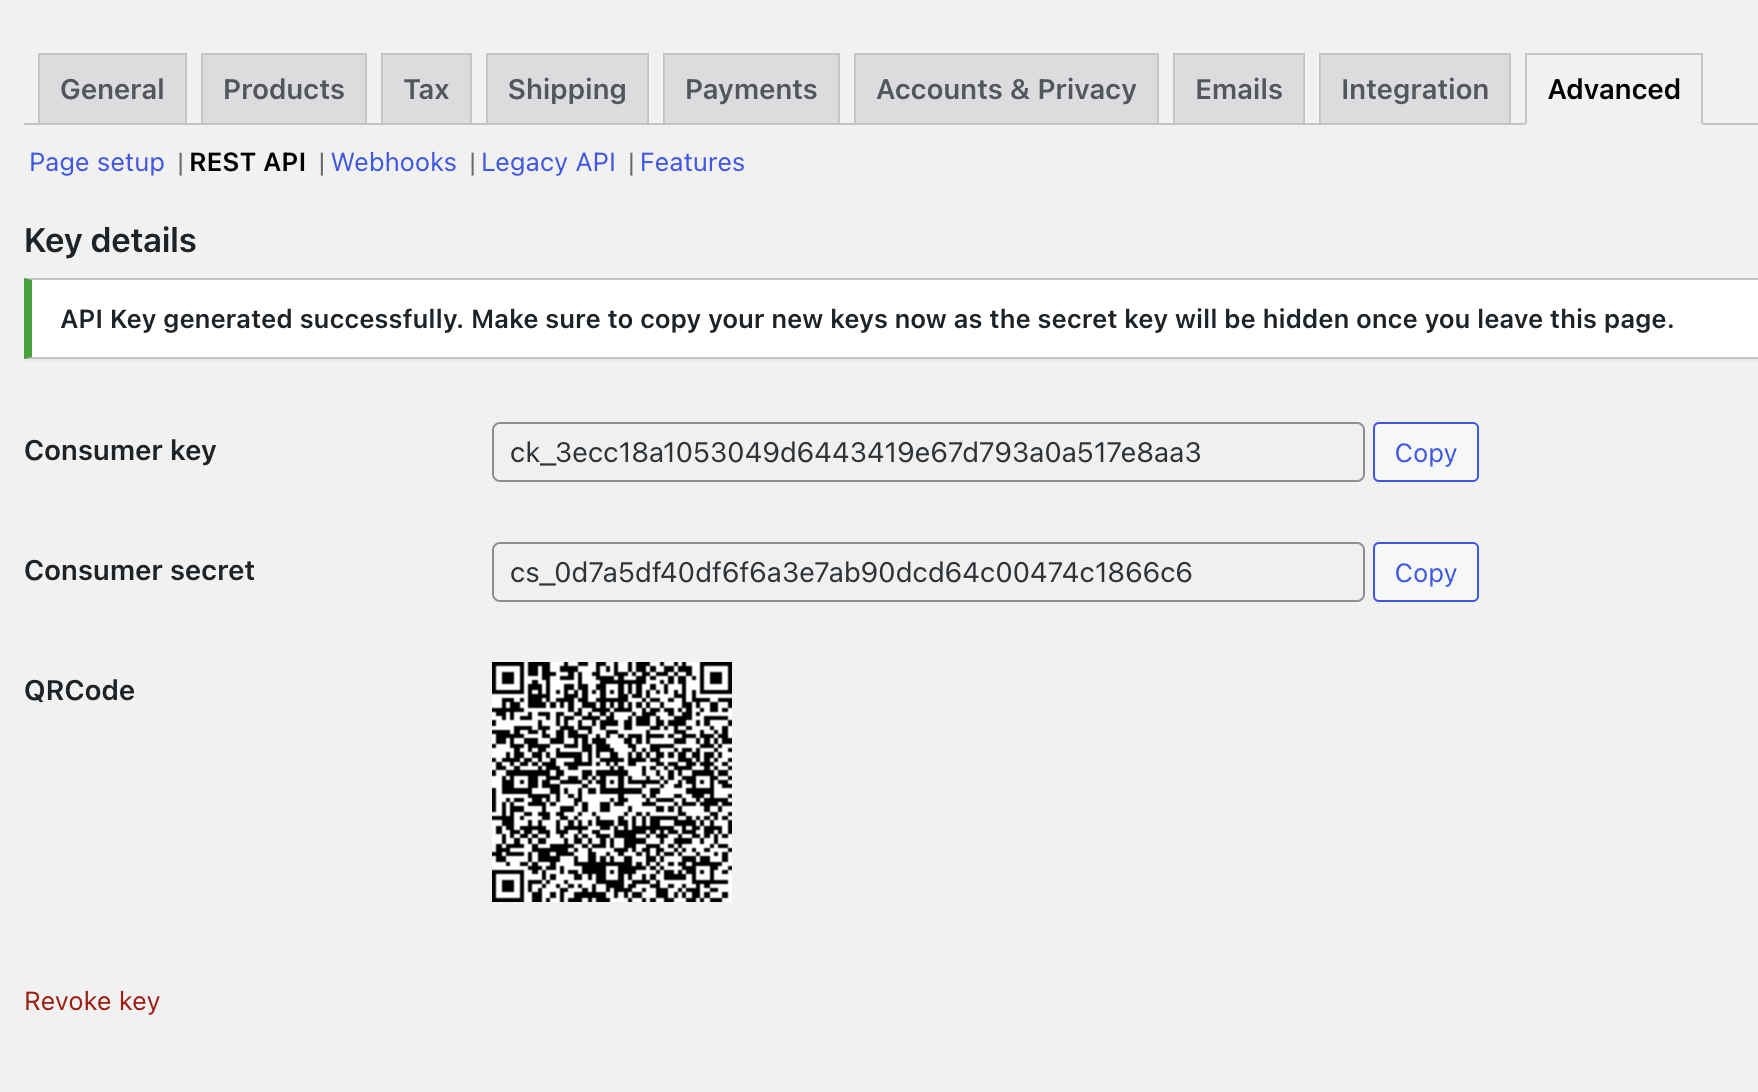 General Products Tax Shipping Payments Accounts & Privacy Emails Integration Advanced
Page setup | REST API | Webhooks | Legacy API | Features
Key details
API Key generated successfully. Make sure to copy your new keys now as the secret key will be hidden once you leave this page.
Consumer key ck_3ecc18a1053049d6443419e67d793a0a517e8aa3 Copy
Consumer secret cs_0d7a5df40df6f6a3e7ab90dcd64c00474c1866c6 Copy
QRCode
Revoke key